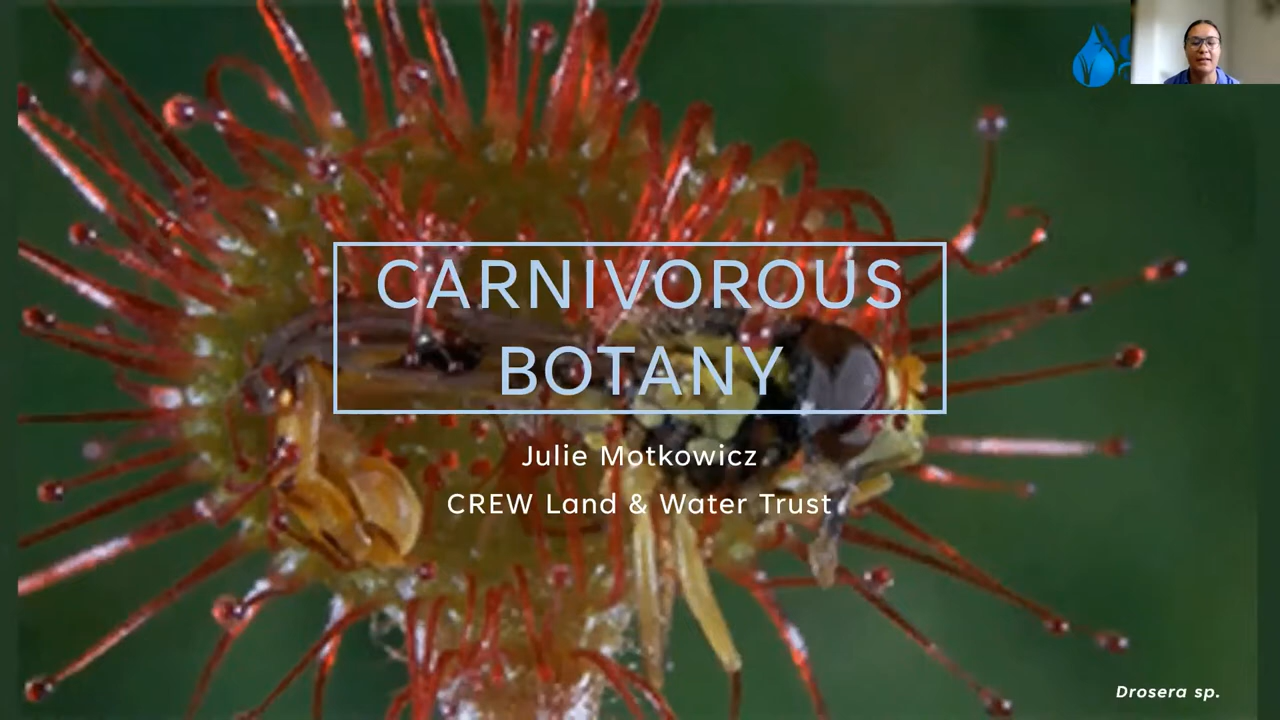 CARNIVOROUS
BOTANY
Julie Motkowicz
CREW Land & Water Trust
Drosera sp.